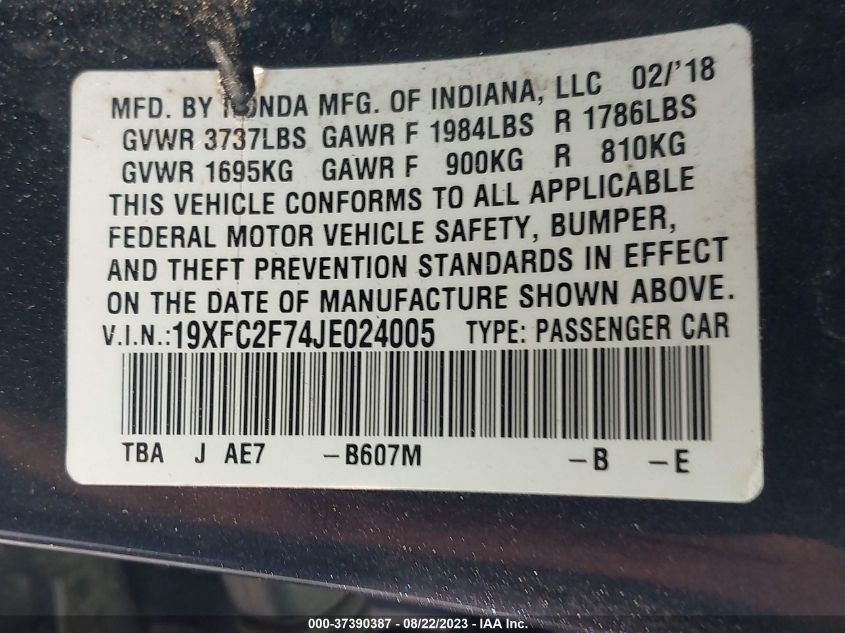 MFD. BY HONDA MFG. OF INDIANA, LLC 02/'18
GVWR 3737LBS GAWR F 1984LBS R 1786LBS
GVWR 1695KG GAWR F 900KG R 810KG
THIS VEHICLE CONFORMS TO ALL APPLICABLE
FEDERAL MOTOR VEHICLE SAFETY, BUMPER,
AND THEFT PREVENTION STANDARDS IN EFFECT
ON THE DATE OF MANUFACTURE SHOWN ABOVE.
V.I.N.:19XFC2F74JE024005 TYPE: PASSENGER CAR
TBA J AE7 -B607M -B -E
000-37390387 - 08/22/2023 - © IAA, Inc.